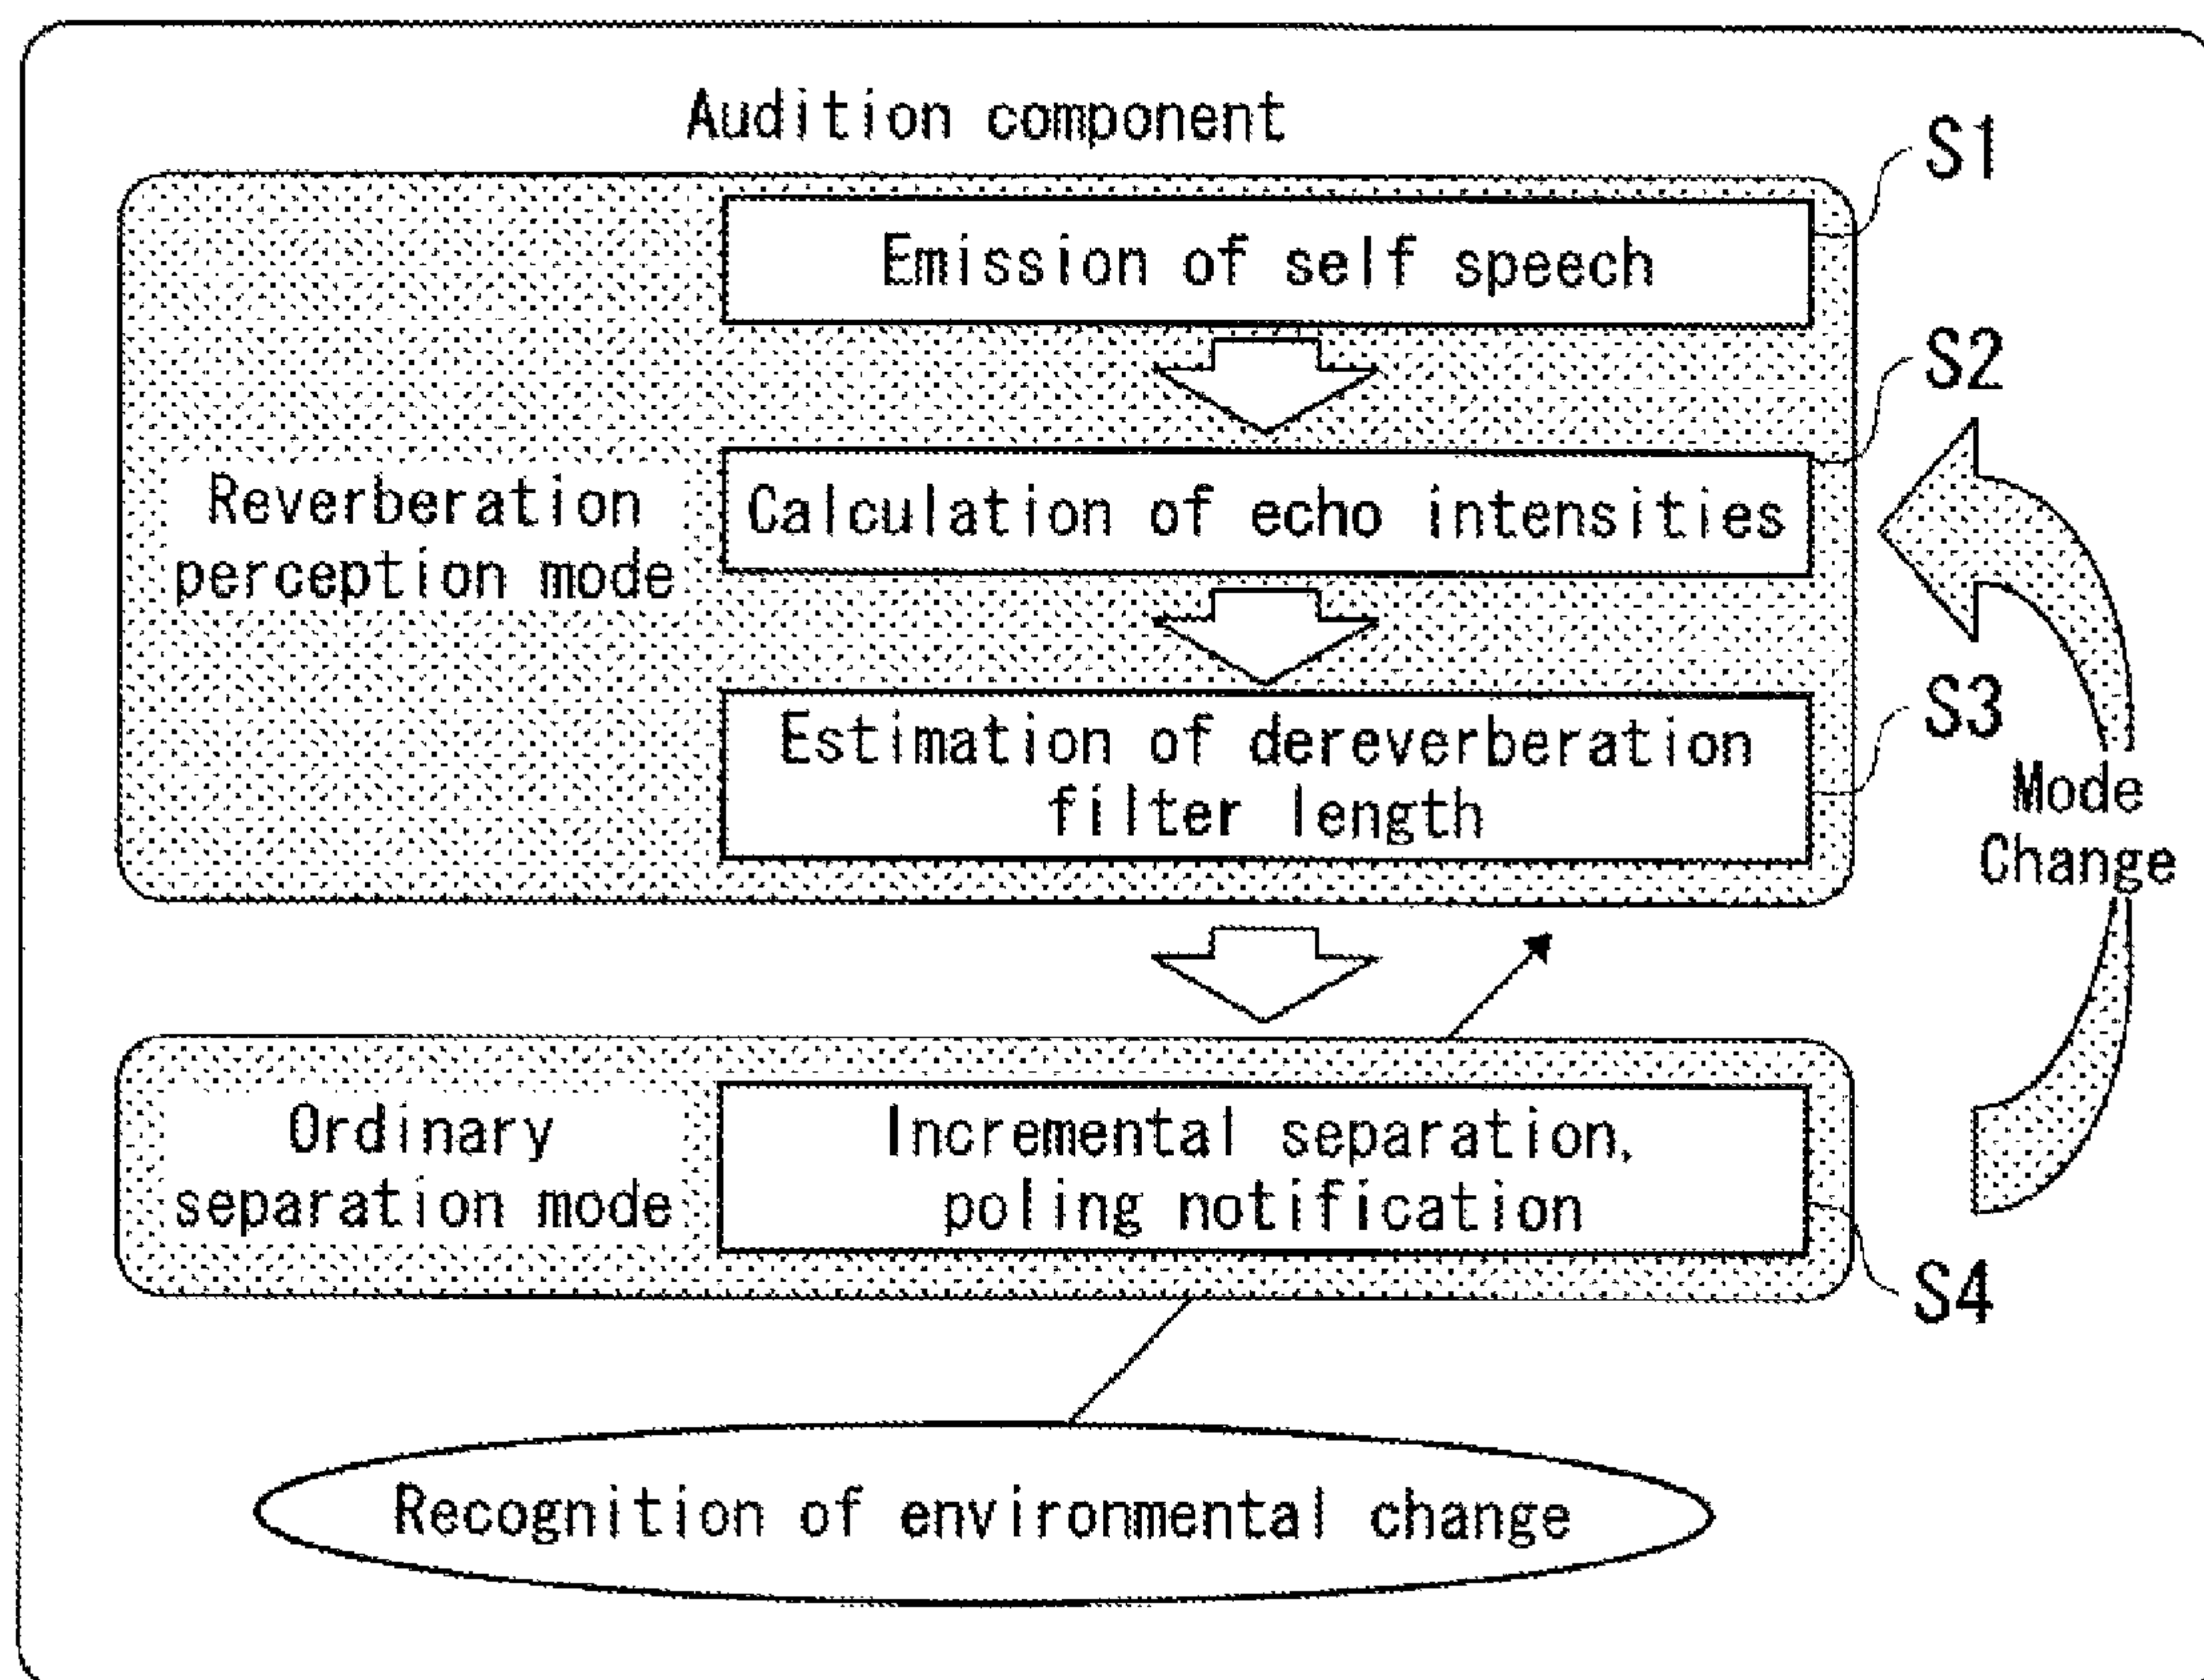 Audition component
S1
Emission of self speech
S2
Reverberation
perception mode
Calculation of echo intensities
S3
Estimation of dereverberation
filter length
Mode
Change
Ordinary
separation mode
Incremental separation,
poling notification
S4
Recognition of environmental change